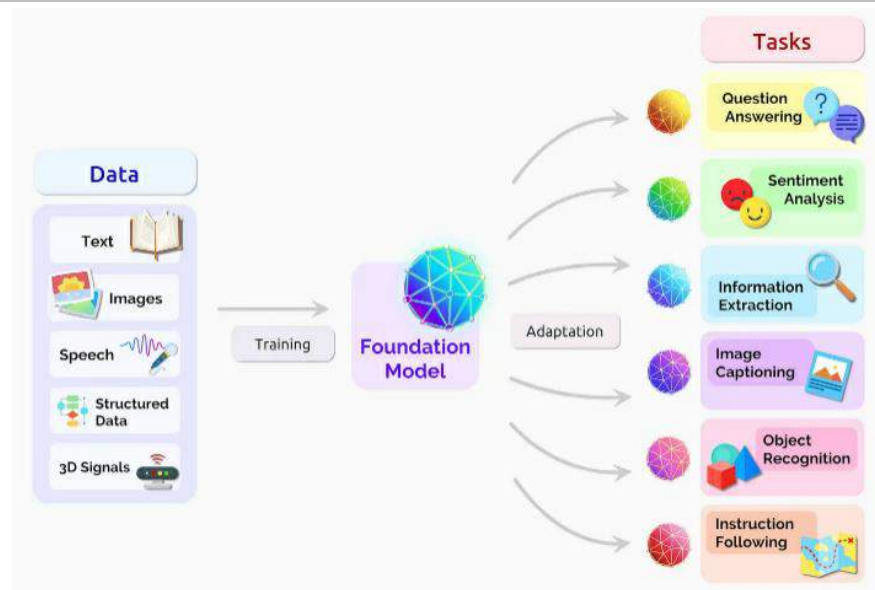 Data
Text
Images
Speech
Structured
Data
3D Signals
Training
Foundation
Model
Adaptation
Tasks
Question
Answering
?
Sentiment
Analysis
Information
Extraction
Image
Captioning
Object
Recognition
Instruction
Following